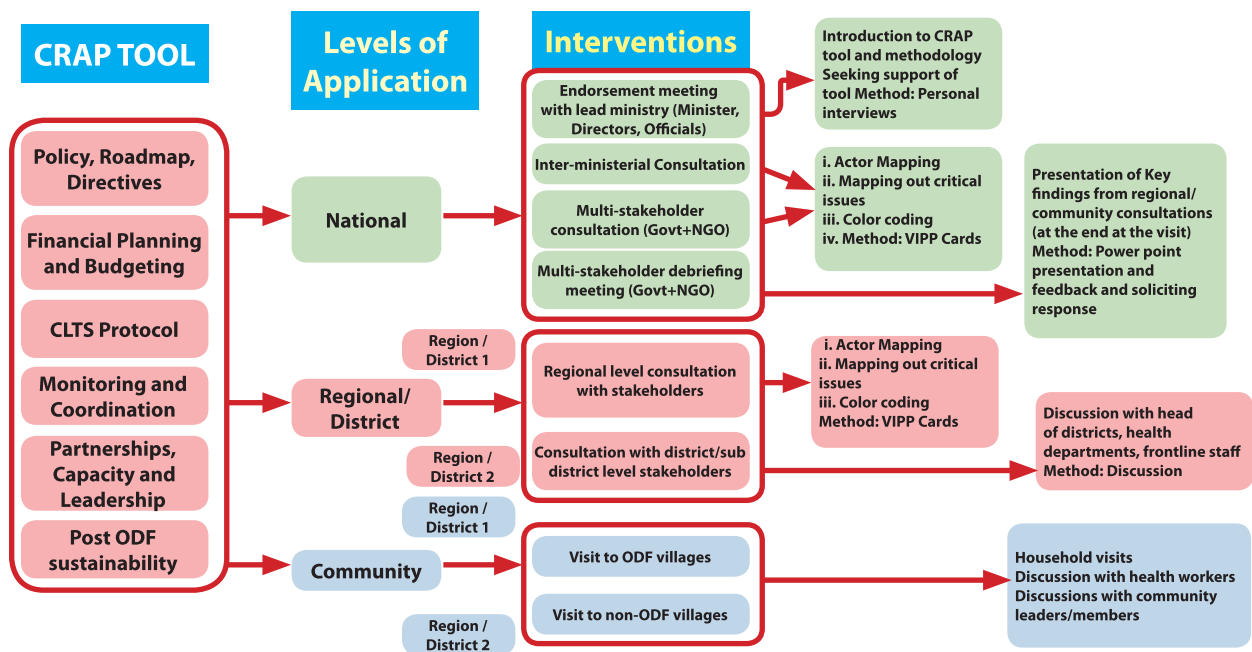 CRAP TOOL
Levels of
Application
Interventions
Policy, Roadmap,
Directives
Financial Planning
and Budgeting
CLTS Protocol
Monitoring and
Coordination
Partnerships,
Capacity and
Leadership
Post ODF
sustainability
National
Endorsement meeting
with lead ministry (Minister,
Directors, Officials)
Inter-ministerial Consultation
Multi-stakeholder
consultation (Govt+NGO)
Multi-stakeholder debriefing
meeting (Govt+NGO)
Introduction to CRAP
tool and methodology
Seeking support of
tool Method: Personal
interviews
i. Actor Mapping
ii. Mapping out critical
issues
iii. Color coding
iv. Method: VIPP Cards
Presentation of Key
findings from regional/
community consultations
(at the end at the visit)
Method: Power point
presentation and
feedback and soliciting
response
Region /
District 1
Regional/
District
Region /
District 2
Regional level consultation
with stakeholders
Consultation with district/sub
district level stakeholders
i. Actor Mapping
ii. Mapping out critical
issues
iii. Color coding
Method: VIPP Cards
Discussion with head
of districts, health
departments, frontline staff
Method: Discussion
Region /
District 1
Community
Region /
District 2
Visit to ODF villages
Visit to non-ODF villages
Household visits
Discussion with health workers
Discussions with community
leaders/members